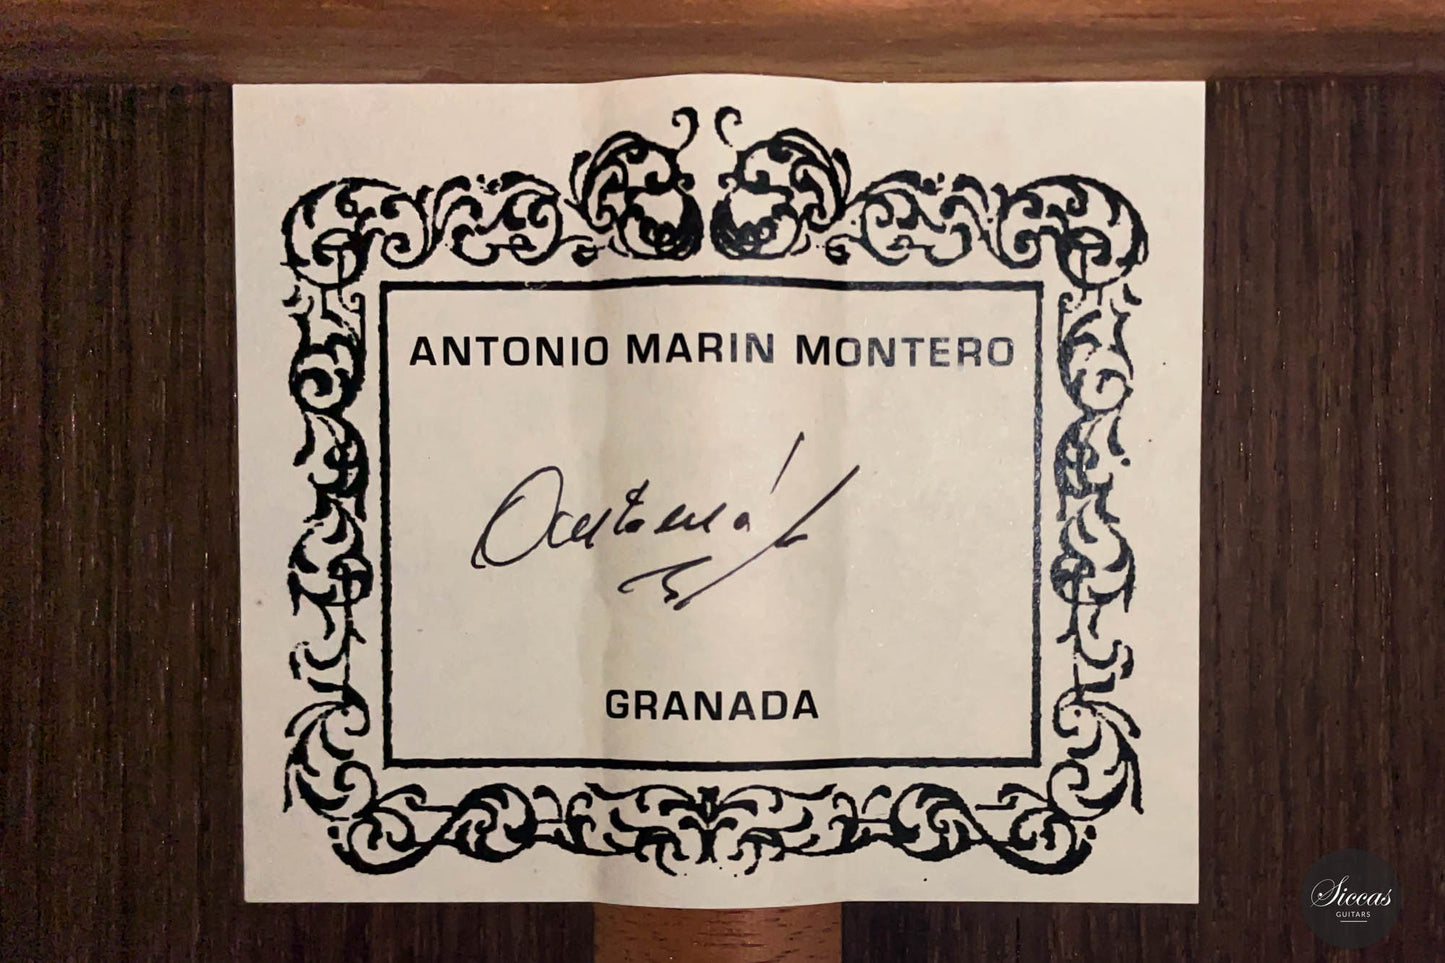 ANTONIO MARIN MONTERO
GRANADA
Siccas
GUITARS